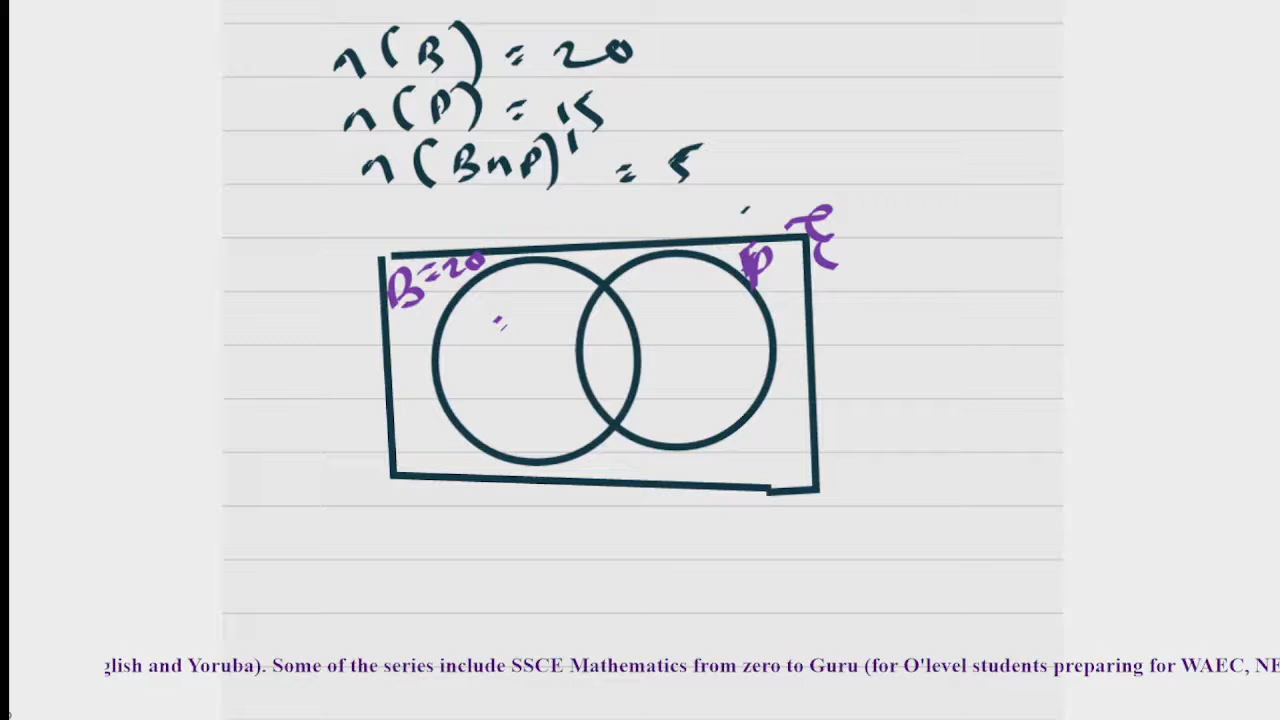 n(B) = 20
n(P) = 15
n(BnP)' = 5
B=20
P
glish and Yoruba). Some of the series include SSCE Mathematics from zero to Guru (for O'level students preparing for WAEC, NE